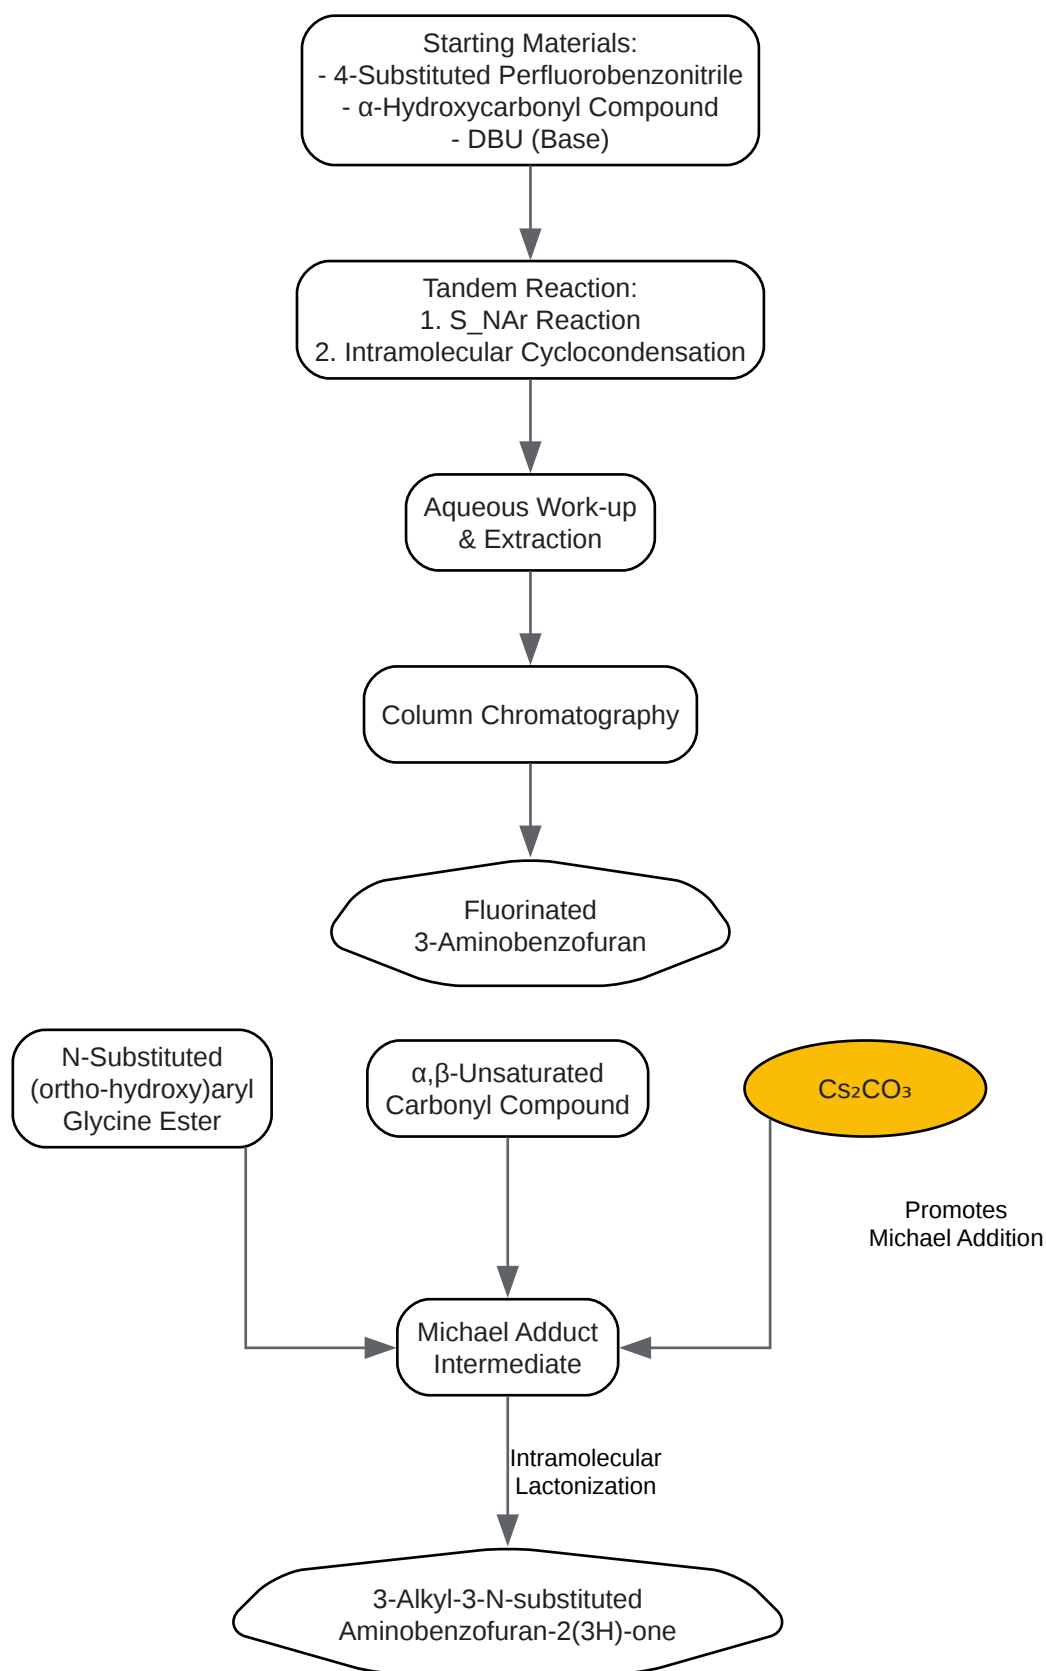 Starting Materials:
- 4-Substituted Perfluorobenzonitrile
- α-Hydroxycarbonyl Compound
- DBU (Base)
Tandem Reaction:
1. S_NAr Reaction
2. Intramolecular Cyclocondensation
Aqueous Work-up
& Extraction
Column Chromatography
Fluorinated
3-Aminobenzofuran
N-Substituted
(ortho-hydroxy)aryl
Glycine Ester
α,β-Unsaturated
Carbonyl Compound
Cs₂CO₃
Promotes
Michael Addition
Michael Adduct
Intermediate
Intramolecular
Lactonization
3-Alkyl-3-N-substituted
Aminobenzofuran-2(3H)-one